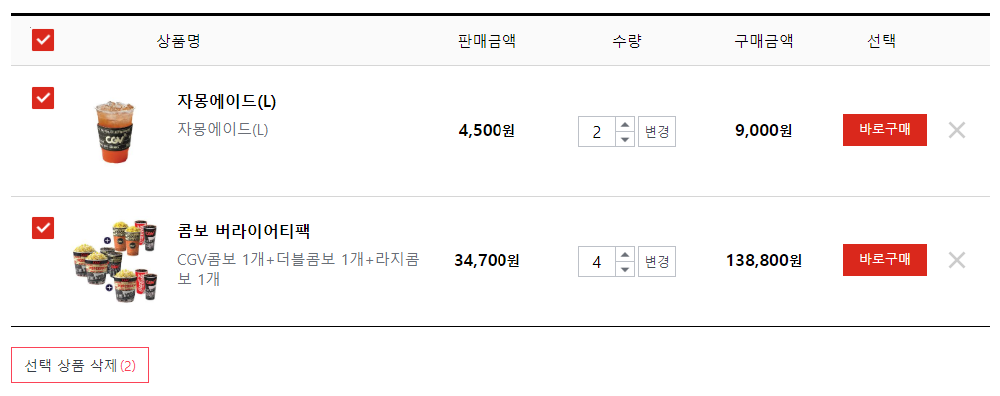 상품명 판매금액 수량 구매금액 선택
자몽에이드(L)
자몽에이드(L)
4,500원 2 변경 9,000원 바로구매
CGV
콤보 버라이어티팩
CGV콤보 1개+더블콤보 1개+라지콤
보 1개
34,700원 4 변경 138,800원 바로구매
선택 상품 삭제(2)